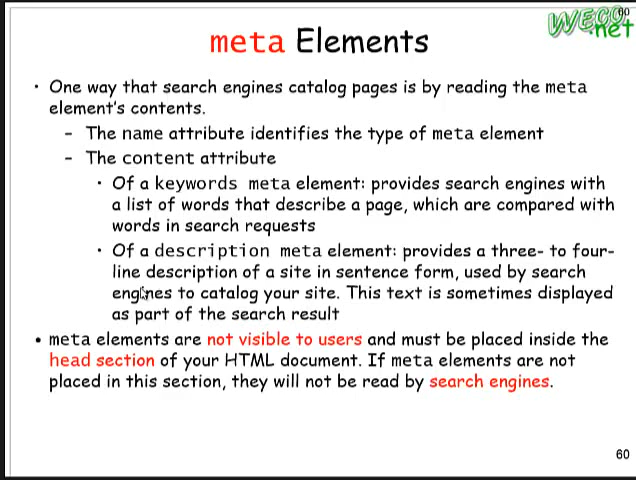 60
WECO
.net
meta Elements
• One way that search engines catalog pages is by reading the meta
element's contents.
– The name attribute identifies the type of meta element
– The content attribute
• Of a keywords meta element: provides search engines with
a list of words that describe a page, which are compared with
words in search requests
• Of a description meta element: provides a three- to four-
line description of a site in sentence form, used by search
engines to catalog your site. This text is sometimes displayed
as part of the search result
• meta elements are not visible to users and must be placed inside the
head section of your HTML document. If meta elements are not
placed in this section, they will not be read by search engines.
60